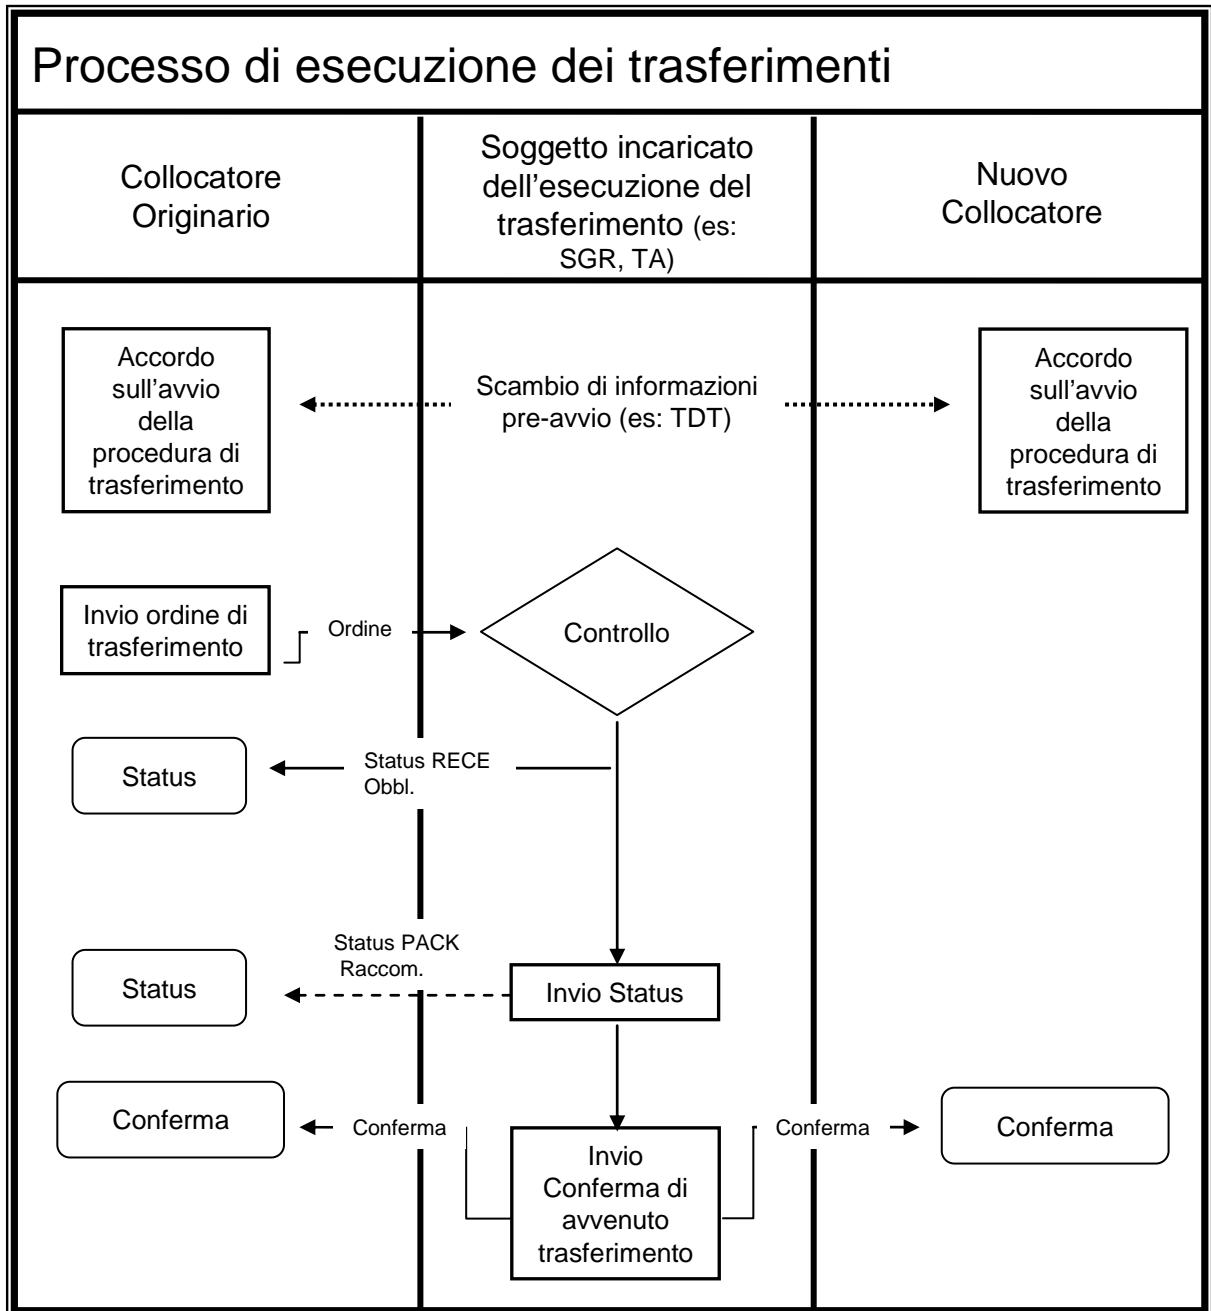 Processo di esecuzione dei trasferimenti
Collocatore
Originario
Soggetto incaricato
dell'esecuzione del
trasferimento (es:
SGR, TA)
Nuovo
Collocatore
Accordo
sull'avvio
della
procedura di
trasferimento
Scambio di informazioni
pre-avvio (es: TDT)
Accordo
sull'avvio
della
procedura di
trasferimento
Invio ordine di
trasferimento
Ordine
Controllo
Status
Status RECE
Obbl.
Status PACK
Raccom.
Status
Invio Status
Conferma
Conferma
Invio
Conferma di
avvenuto
trasferimento
Conferma
Conferma